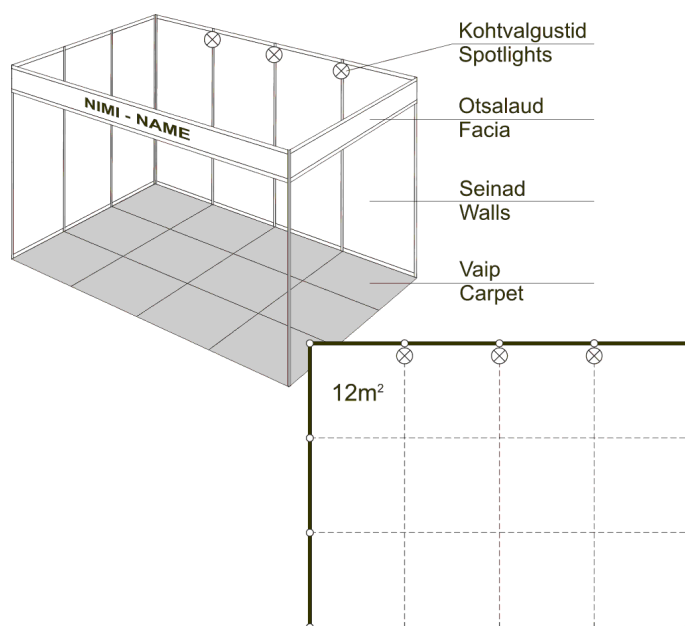 Kohtvalgustid
Spotlights
NIMI - NAME
Otsalaud
Facia
Seinad
Walls
Vaip
Carpet
12m²